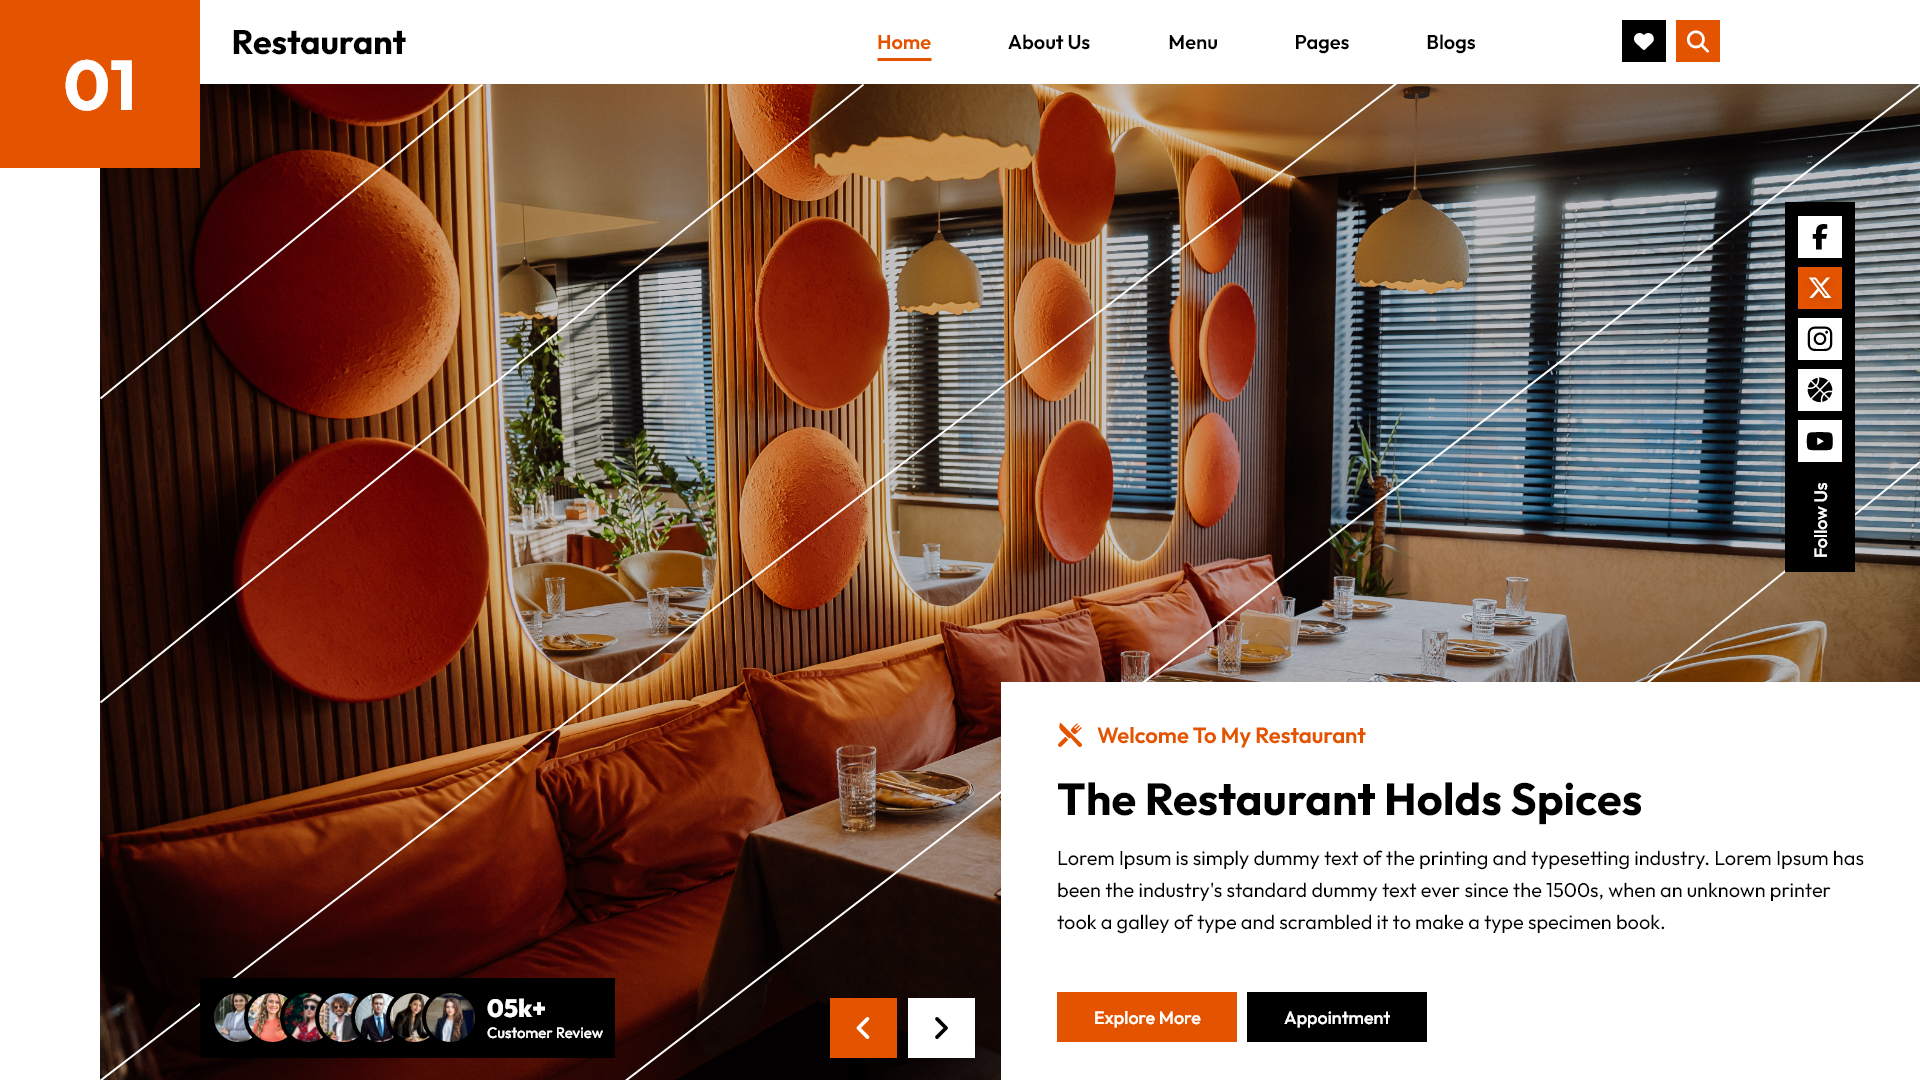 01
Restaurant
Home
About Us
Menu
Pages
Blogs
Follow Us
Welcome To My Restaurant
The Restaurant Holds Spices
Lorem Ipsum is simply dummy text of the printing and typesetting industry. Lorem Ipsum has
been the industry's standard dummy text ever since the 1500s, when an unknown printer
took a galley of type and scrambled it to make a type specimen book.
Explore More
Appointment
05k+
Customer Review